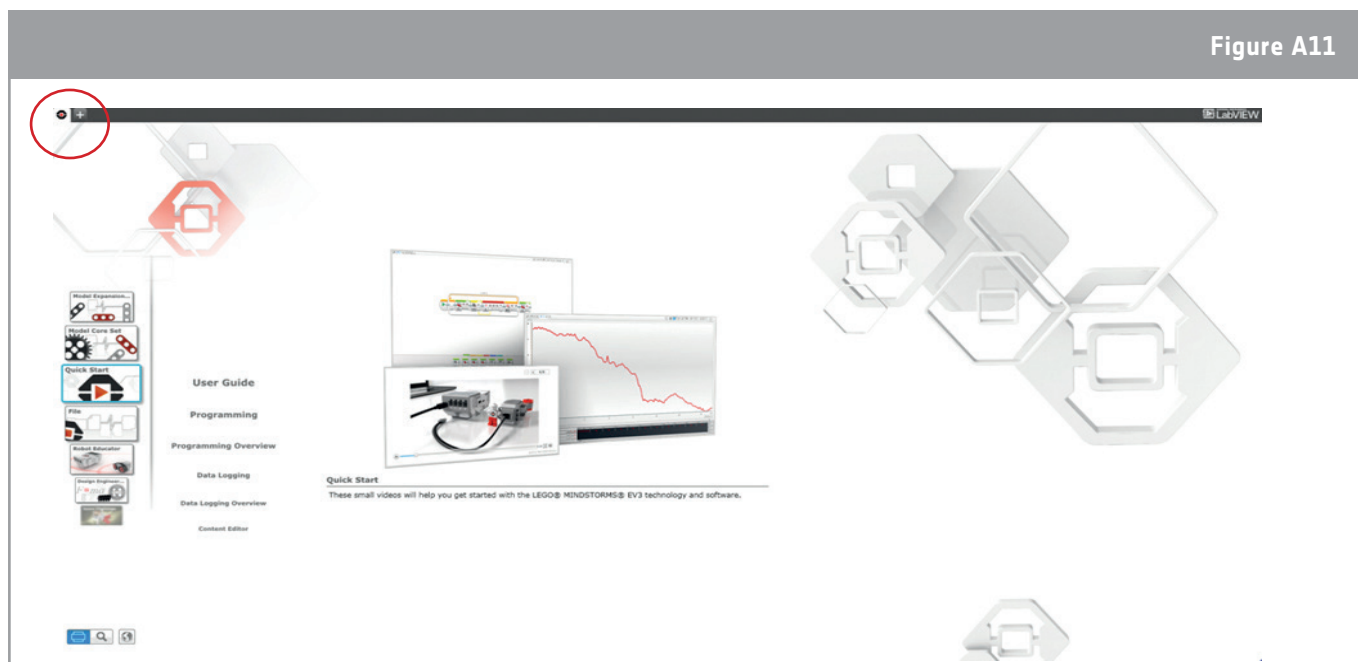 Figure A11
LabVIEW
Model Expansion...
Model Core Set
Quick Start
File
Robot Educator
Design Engineer...
User Guide
Programming
Programming Overview
Data Logging
Data Logging Overview
Content Editor
Quick Start
These small videos will help you get started with the LEGO® MINDSTORMS® EV3 technology and software.